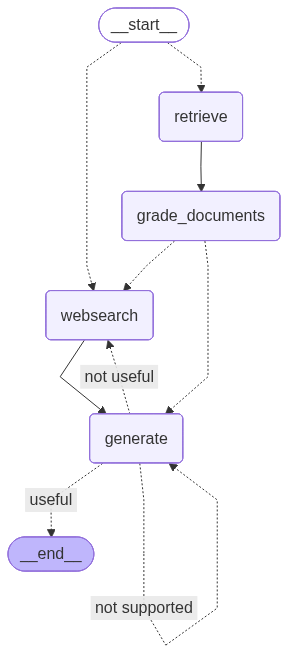 __start__
retrieve
grade_documents
websearch
not useful
generate
useful
__end__
not supported